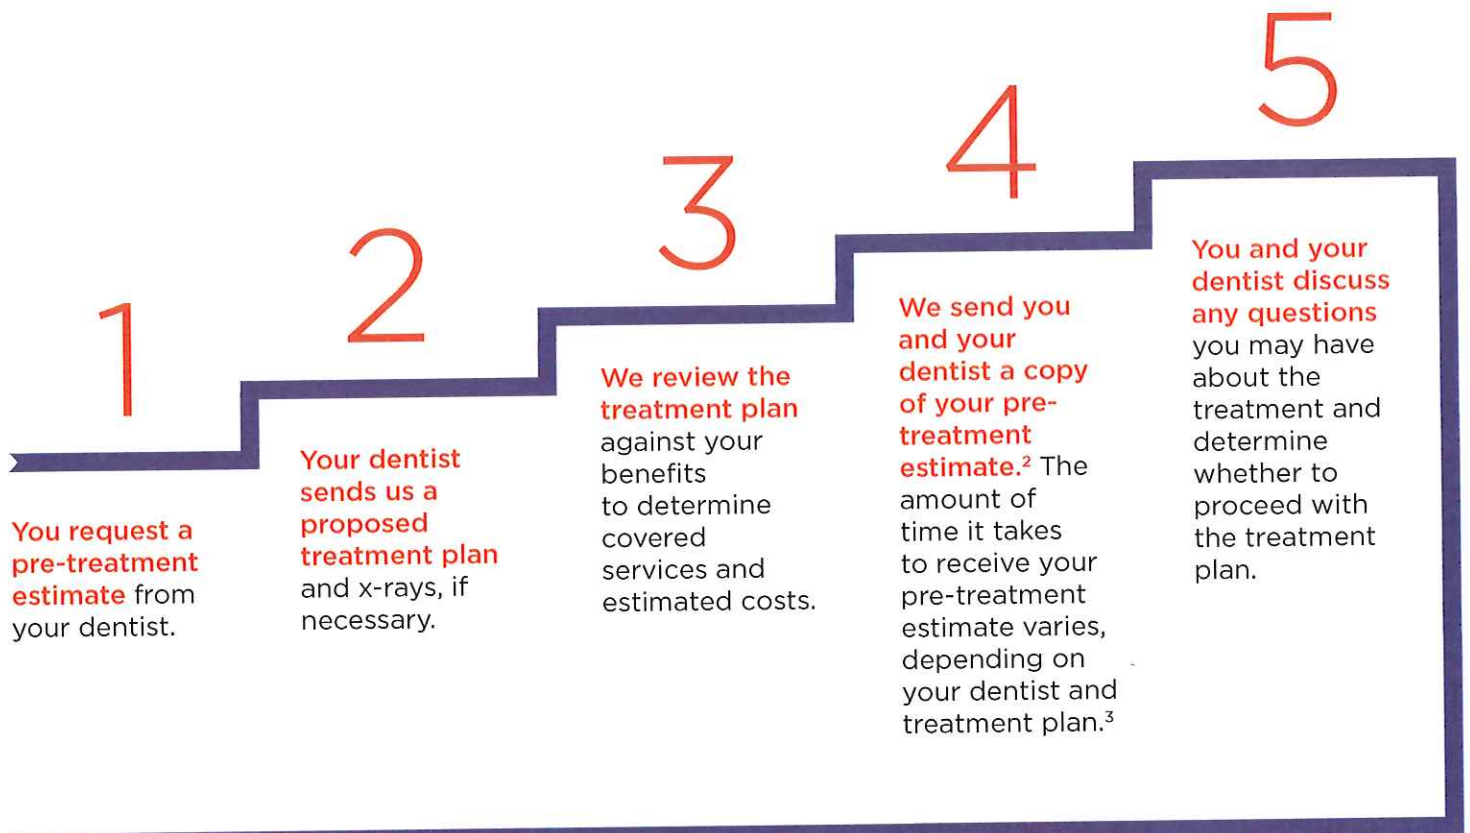 1
You request a
pre-treatment
estimate from
your dentist.
2
Your dentist
sends us a
proposed
treatment plan
and x-rays, if
necessary.
3
We review the
treatment plan
against your
benefits
to determine
covered
services and
estimated costs.
4
We send you
and your
dentist a copy
of your pre-
treatment
estimate.² The
amount of
time it takes
to receive your
pre-treatment
estimate varies,
depending on
your dentist and
treatment plan.³
5
You and your
dentist discuss
any questions
you may have
about the
treatment and
determine
whether to
proceed with
the treatment
plan.